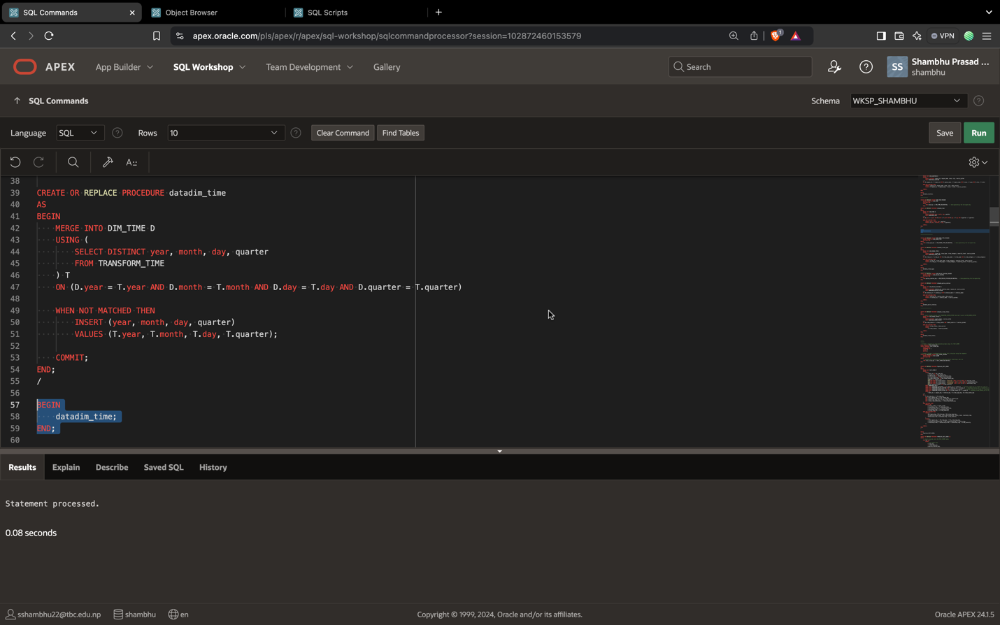 SQL Commands
Object Browser
SQL Scripts
apex.oracle.com/pls/apex/r/apex/sql-workshop/sqlcommandprocessor?session=102872460153579
1
VPN
APEX
App Builder
SQL Workshop
Team Development
Gallery
Search
SS
Shambhu Prasad ...
shambhu
SQL Commands
Schema
WKSP_SHAMBHU
Language
SQL
Rows
10
Clear Command
Find Tables
Save
Run
38
39 CREATE OR REPLACE PROCEDURE datadim_time
40 AS
41 BEGIN
42 MERGE INTO DIM_TIME D
43 USING (
44 SELECT DISTINCT year, month, day, quarter
45 FROM TRANSFORM_TIME
46 ) T
47 ON (D.year = T.year AND D.month = T.month AND D.day = T.day AND D.quarter = T.quarter)
48
49 WHEN NOT MATCHED THEN
50 INSERT (year, month, day, quarter)
51 VALUES (T.year, T.month, T.day, T.quarter);
52
53 COMMIT;
54 END;
55 /
56
57 BEGIN
58 datadim_time;
59 END;
60
Results
Explain
Describe
Saved SQL
History
Statement processed.
0.08 seconds
sshambhu22@tbc.edu.np
shambhu
en
Copyright © 1999, 2024, Oracle and/or its affiliates.
Oracle APEX 24.1.5